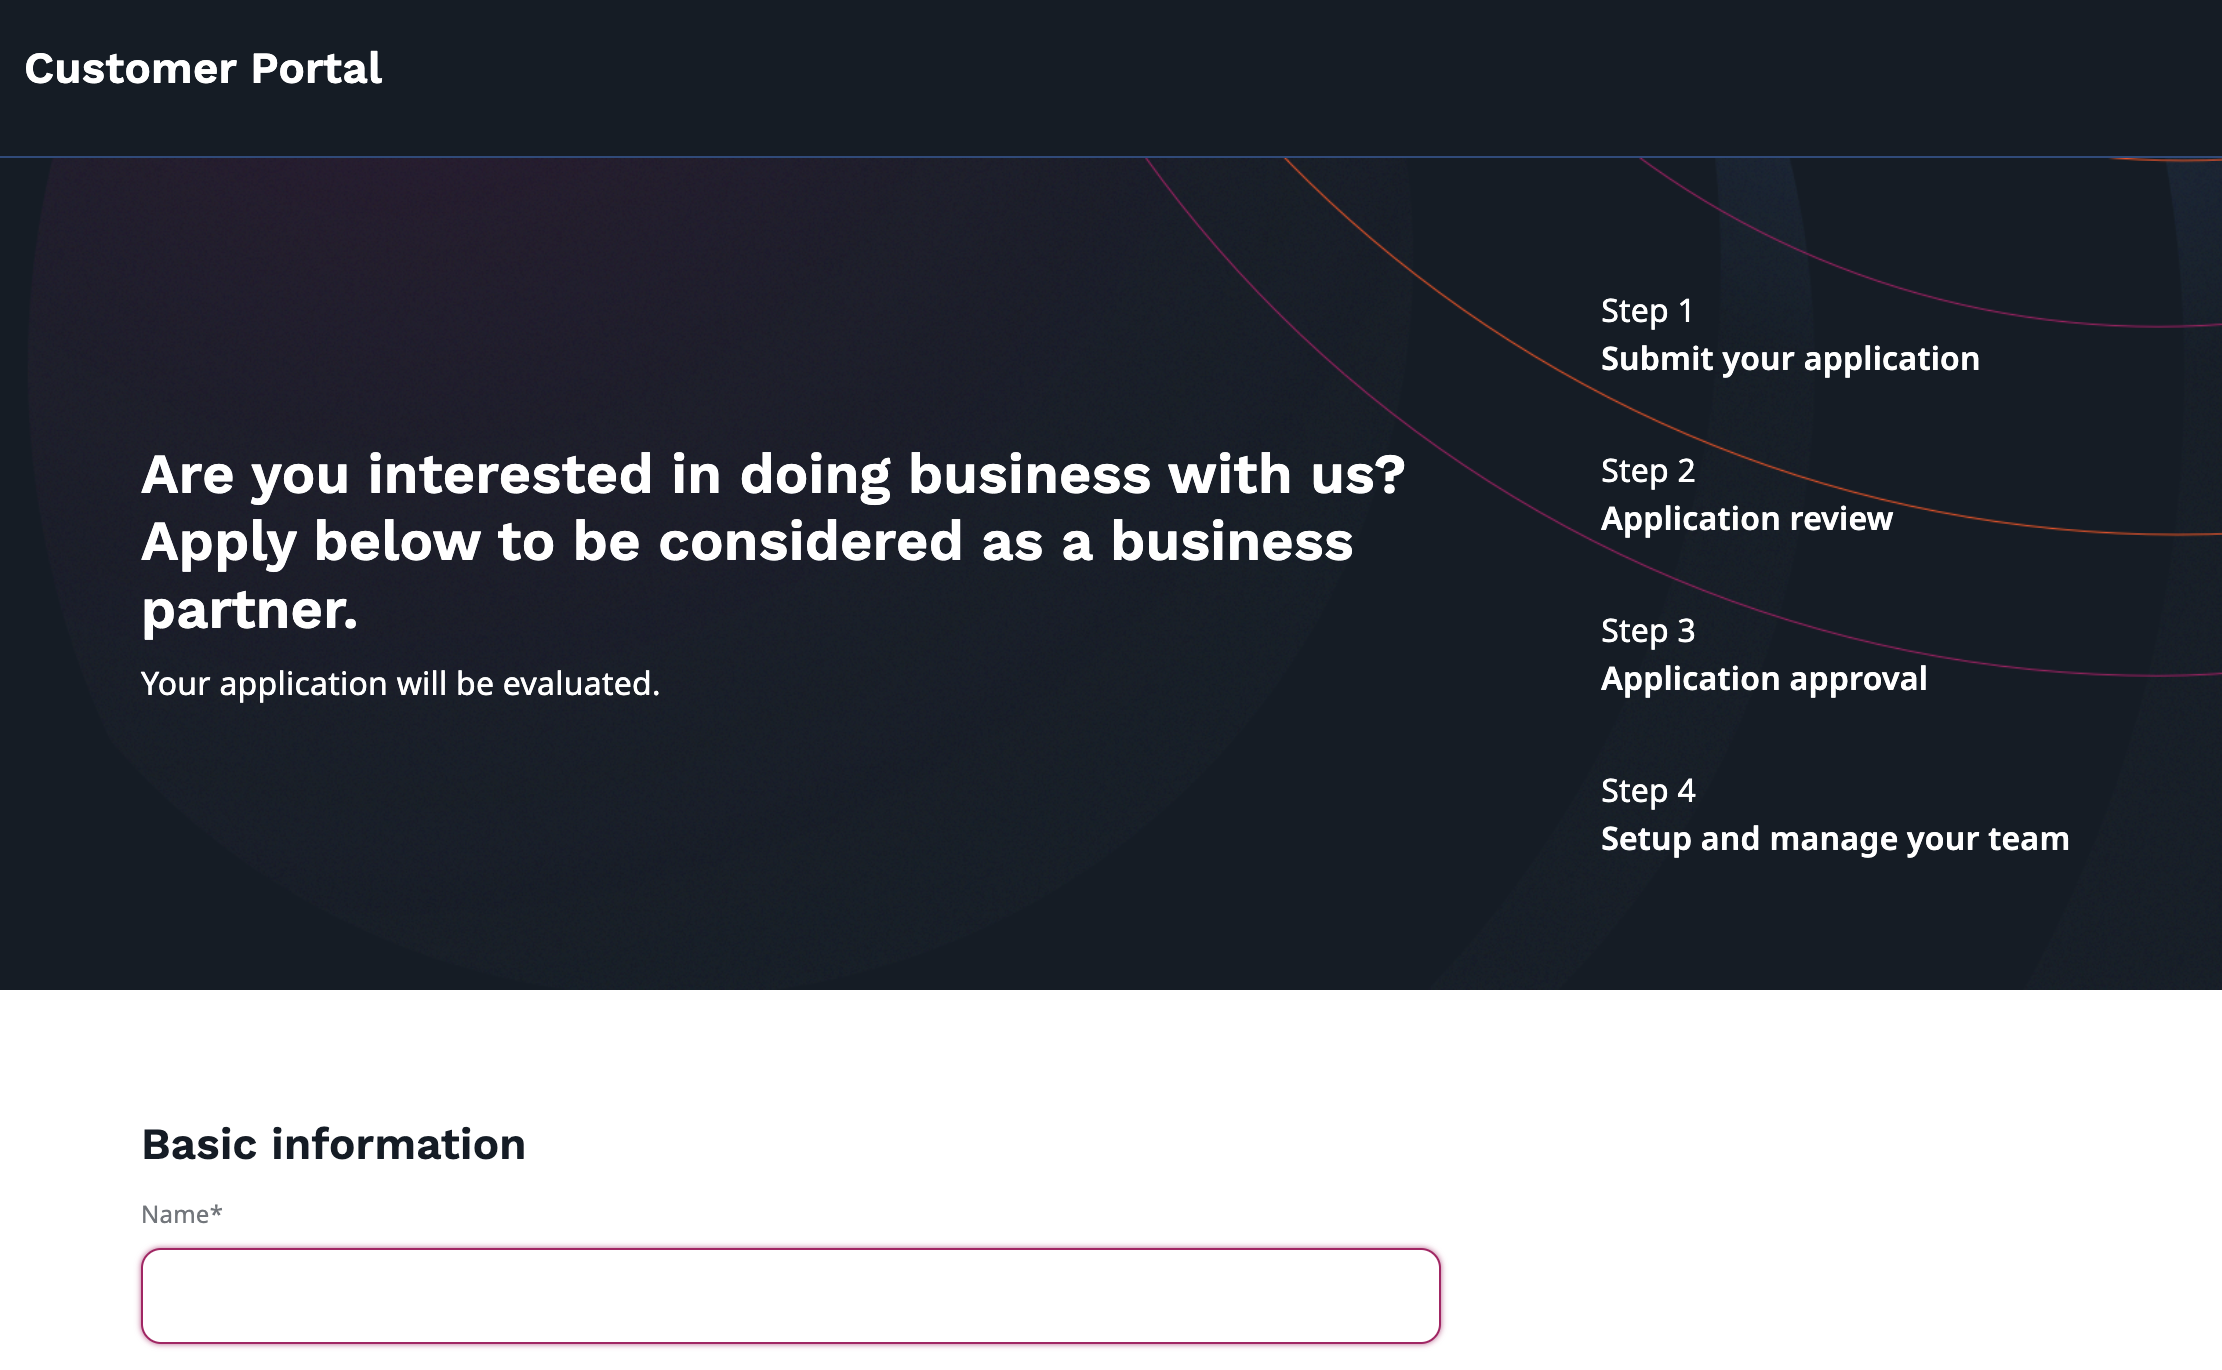 Customer Portal
Are you interested in doing business with us?
Apply below to be considered as a business
partner.
Your application will be evaluated.
Step 1
Submit your application
Step 2
Application review
Step 3
Application approval
Step 4
Setup and manage your team
Basic information
Name*